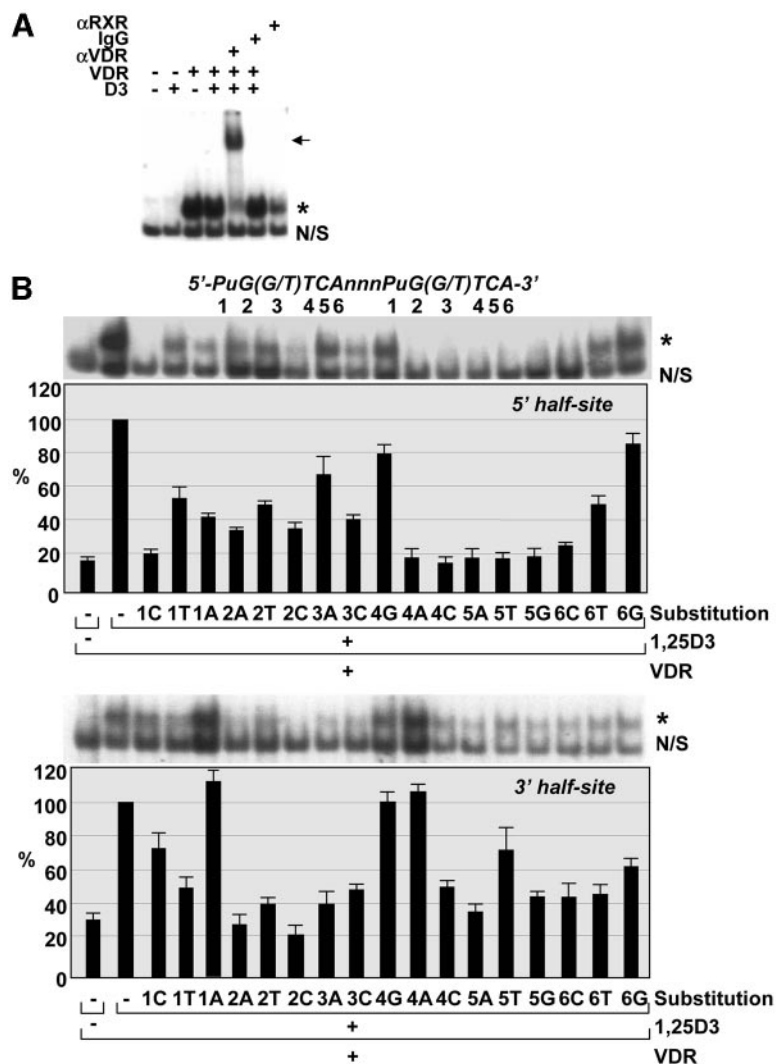 A
αRXR +
IgG +
αVDR +
VDR - - + + + +
D3 - + - + + +
*
N/S
B
5'-PuG(G/T)TCAnnnPuG(G/T)TCA-3'
1 2 3 4 5 6 1 2 3 4 5 6
*
N/S
120
100
80
60
40
20
0
%
5' half-site
- - 1C 1T 1A 2A 2T 2C 3A 3C 4G 4A 4C 5A 5T 5G 6C 6T 6G Substitution
- + 1,25D3
+ VDR
*
N/S
120
100
80
60
40
20
0
%
3' half-site
- - 1C 1T 1A 2A 2T 2C 3A 3C 4G 4A 4C 5A 5T 5G 6C 6T 6G Substitution
- + 1,25D3
+ VDR